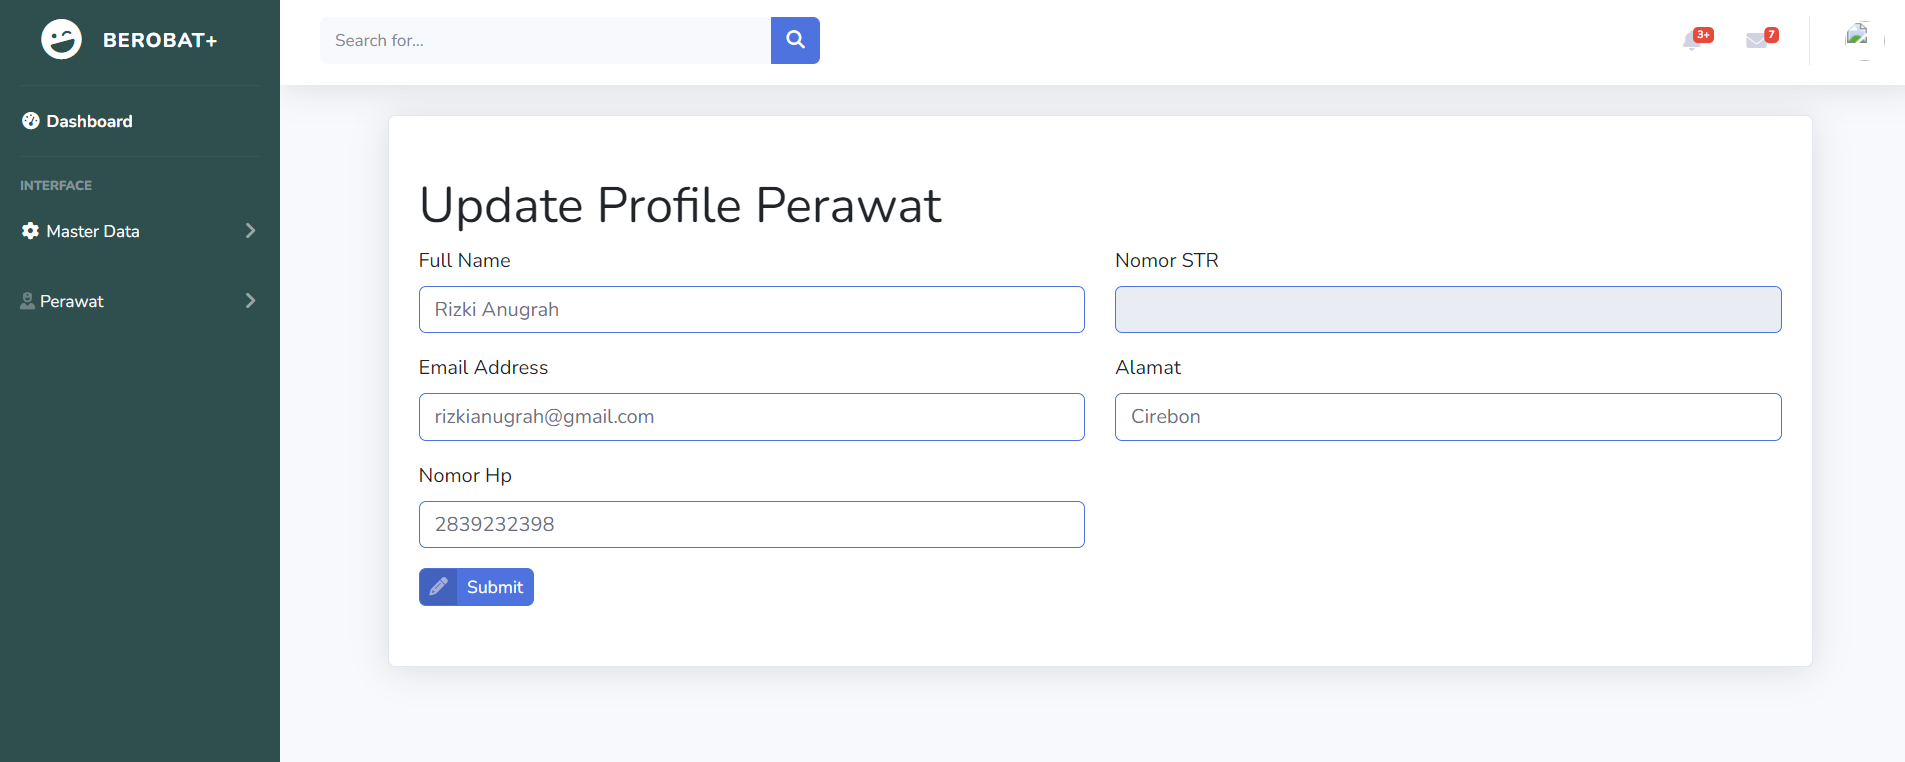 BEROBAT+
Search for...
3+
7
Dashboard
INTERFACE
Master Data
Perawat
Update Profile Perawat
Full Name
Nomor STR
Rizki Anugrah
Email Address
Alamat
rizkianugrah@gmail.com
Cirebon
Nomor Hp
2839232398
Submit